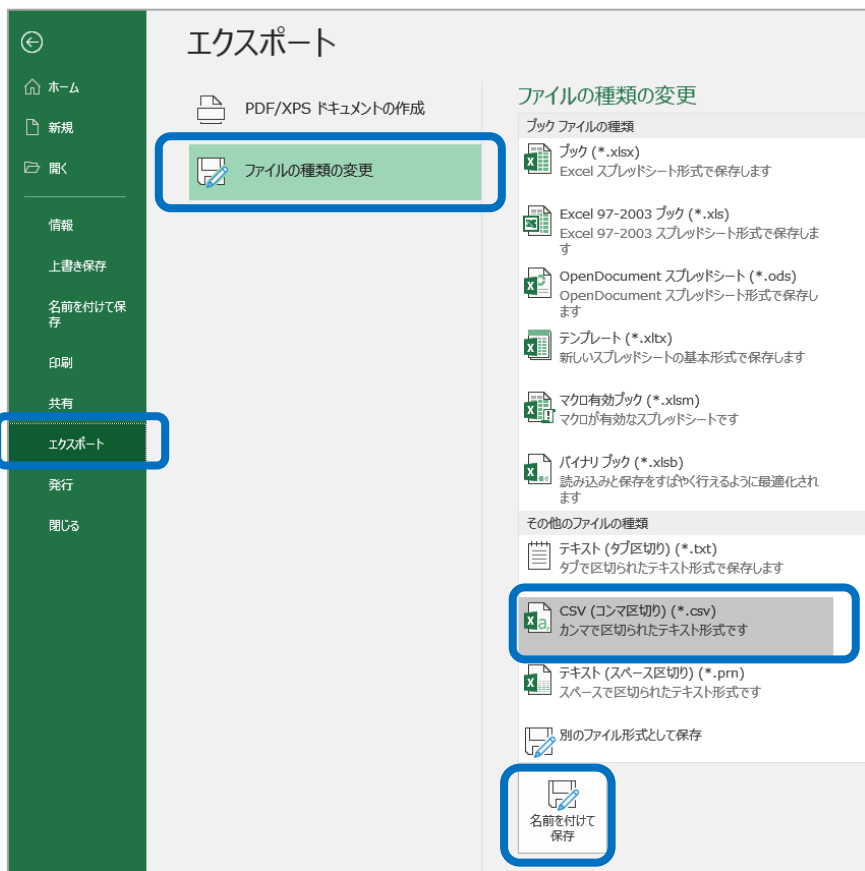 エクスポート
ホーム
新規
開く
情報
上書き保存
名前を付けて保
存
印刷
共有
エクスポート
発行
閉じる
PDF/XPS ドキュメントの作成
ファイルの種類の変更
ファイルの種類の変更
ブック ファイルの種類
ブック (*.xlsx)
Excel スプレッドシート形式で保存します
Excel 97-2003 ブック (*.xls)
Excel 97-2003 スプレッドシート形式で保存しま
す
OpenDocument スプレッドシート (*.ods)
OpenDocument スプレッドシート形式で保存し
ます
テンプレート (*.xltx)
新しいスプレッドシートの基本形式で保存します
マクロ有効ブック (*.xlsm)
マクロが有効なスプレッドシートです
バイナリ ブック (*.xlsb)
読み込みと保存をすばやく行えるように最適化され
ます
その他のファイルの種類
テキスト (タブ区切り) (*.txt)
タブで区切られたテキスト形式で保存します
CSV (コンマ区切り) (*.csv)
カンマで区切られたテキスト形式です
テキスト (スペース区切り) (*.prn)
スペースで区切られたテキスト形式です
別のファイル形式として保存
名前を付けて
保存